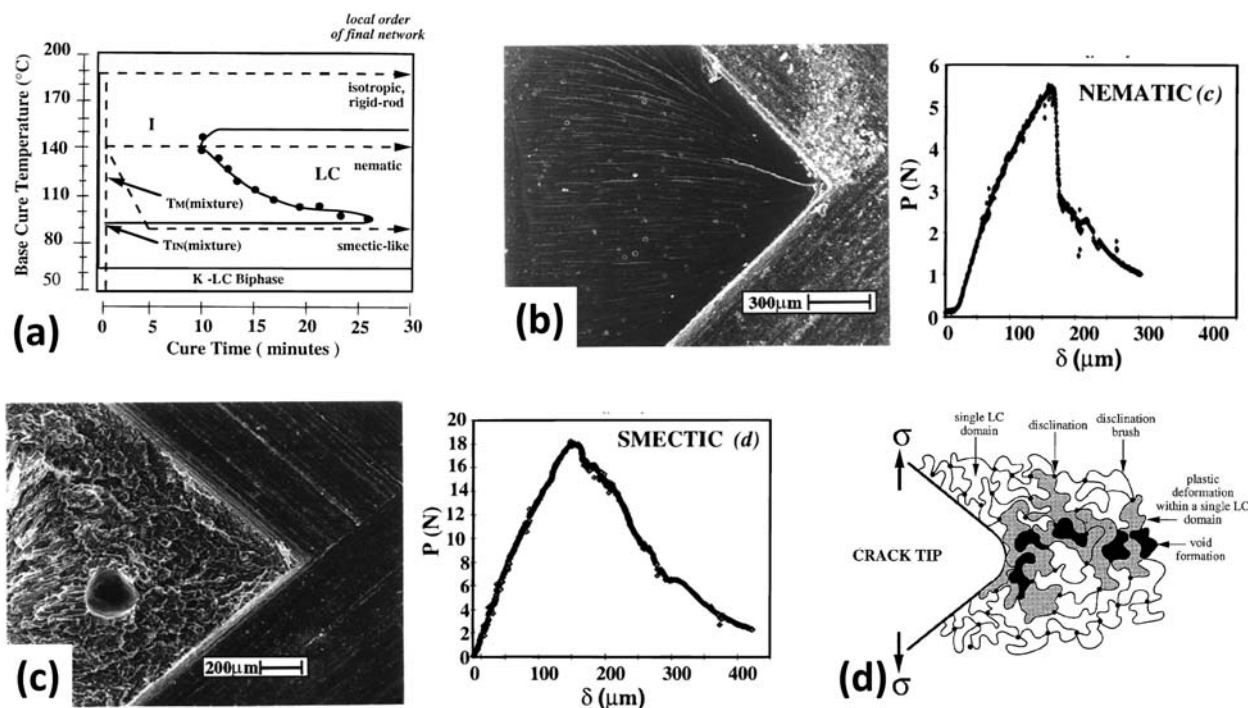 (a)
local order
of final network
Base Cure Temperature (°C)
200
170
140
110
80
50
isotropic,
rigid-rod
I
nematic
LC
TM(mixture)
TIN(mixture)
smectic-like
K -LC Biphase
0
5
10
15
20
25
30
Cure Time ( minutes )
(b)
300μm
NEMATIC (c)
P (N)
6
5
4
3
2
1
0
0
100
200
300
400
δ (μm)
(c)
200μm
SMECTIC (d)
P (N)
20
18
16
14
12
10
8
6
4
2
0
0
100
200
300
400
δ (μm)
(d)
σ
single LC
domain
disclination
disclination
brush
plastic
deformation
within a single LC
domain
void
formation
CRACK TIP
σ